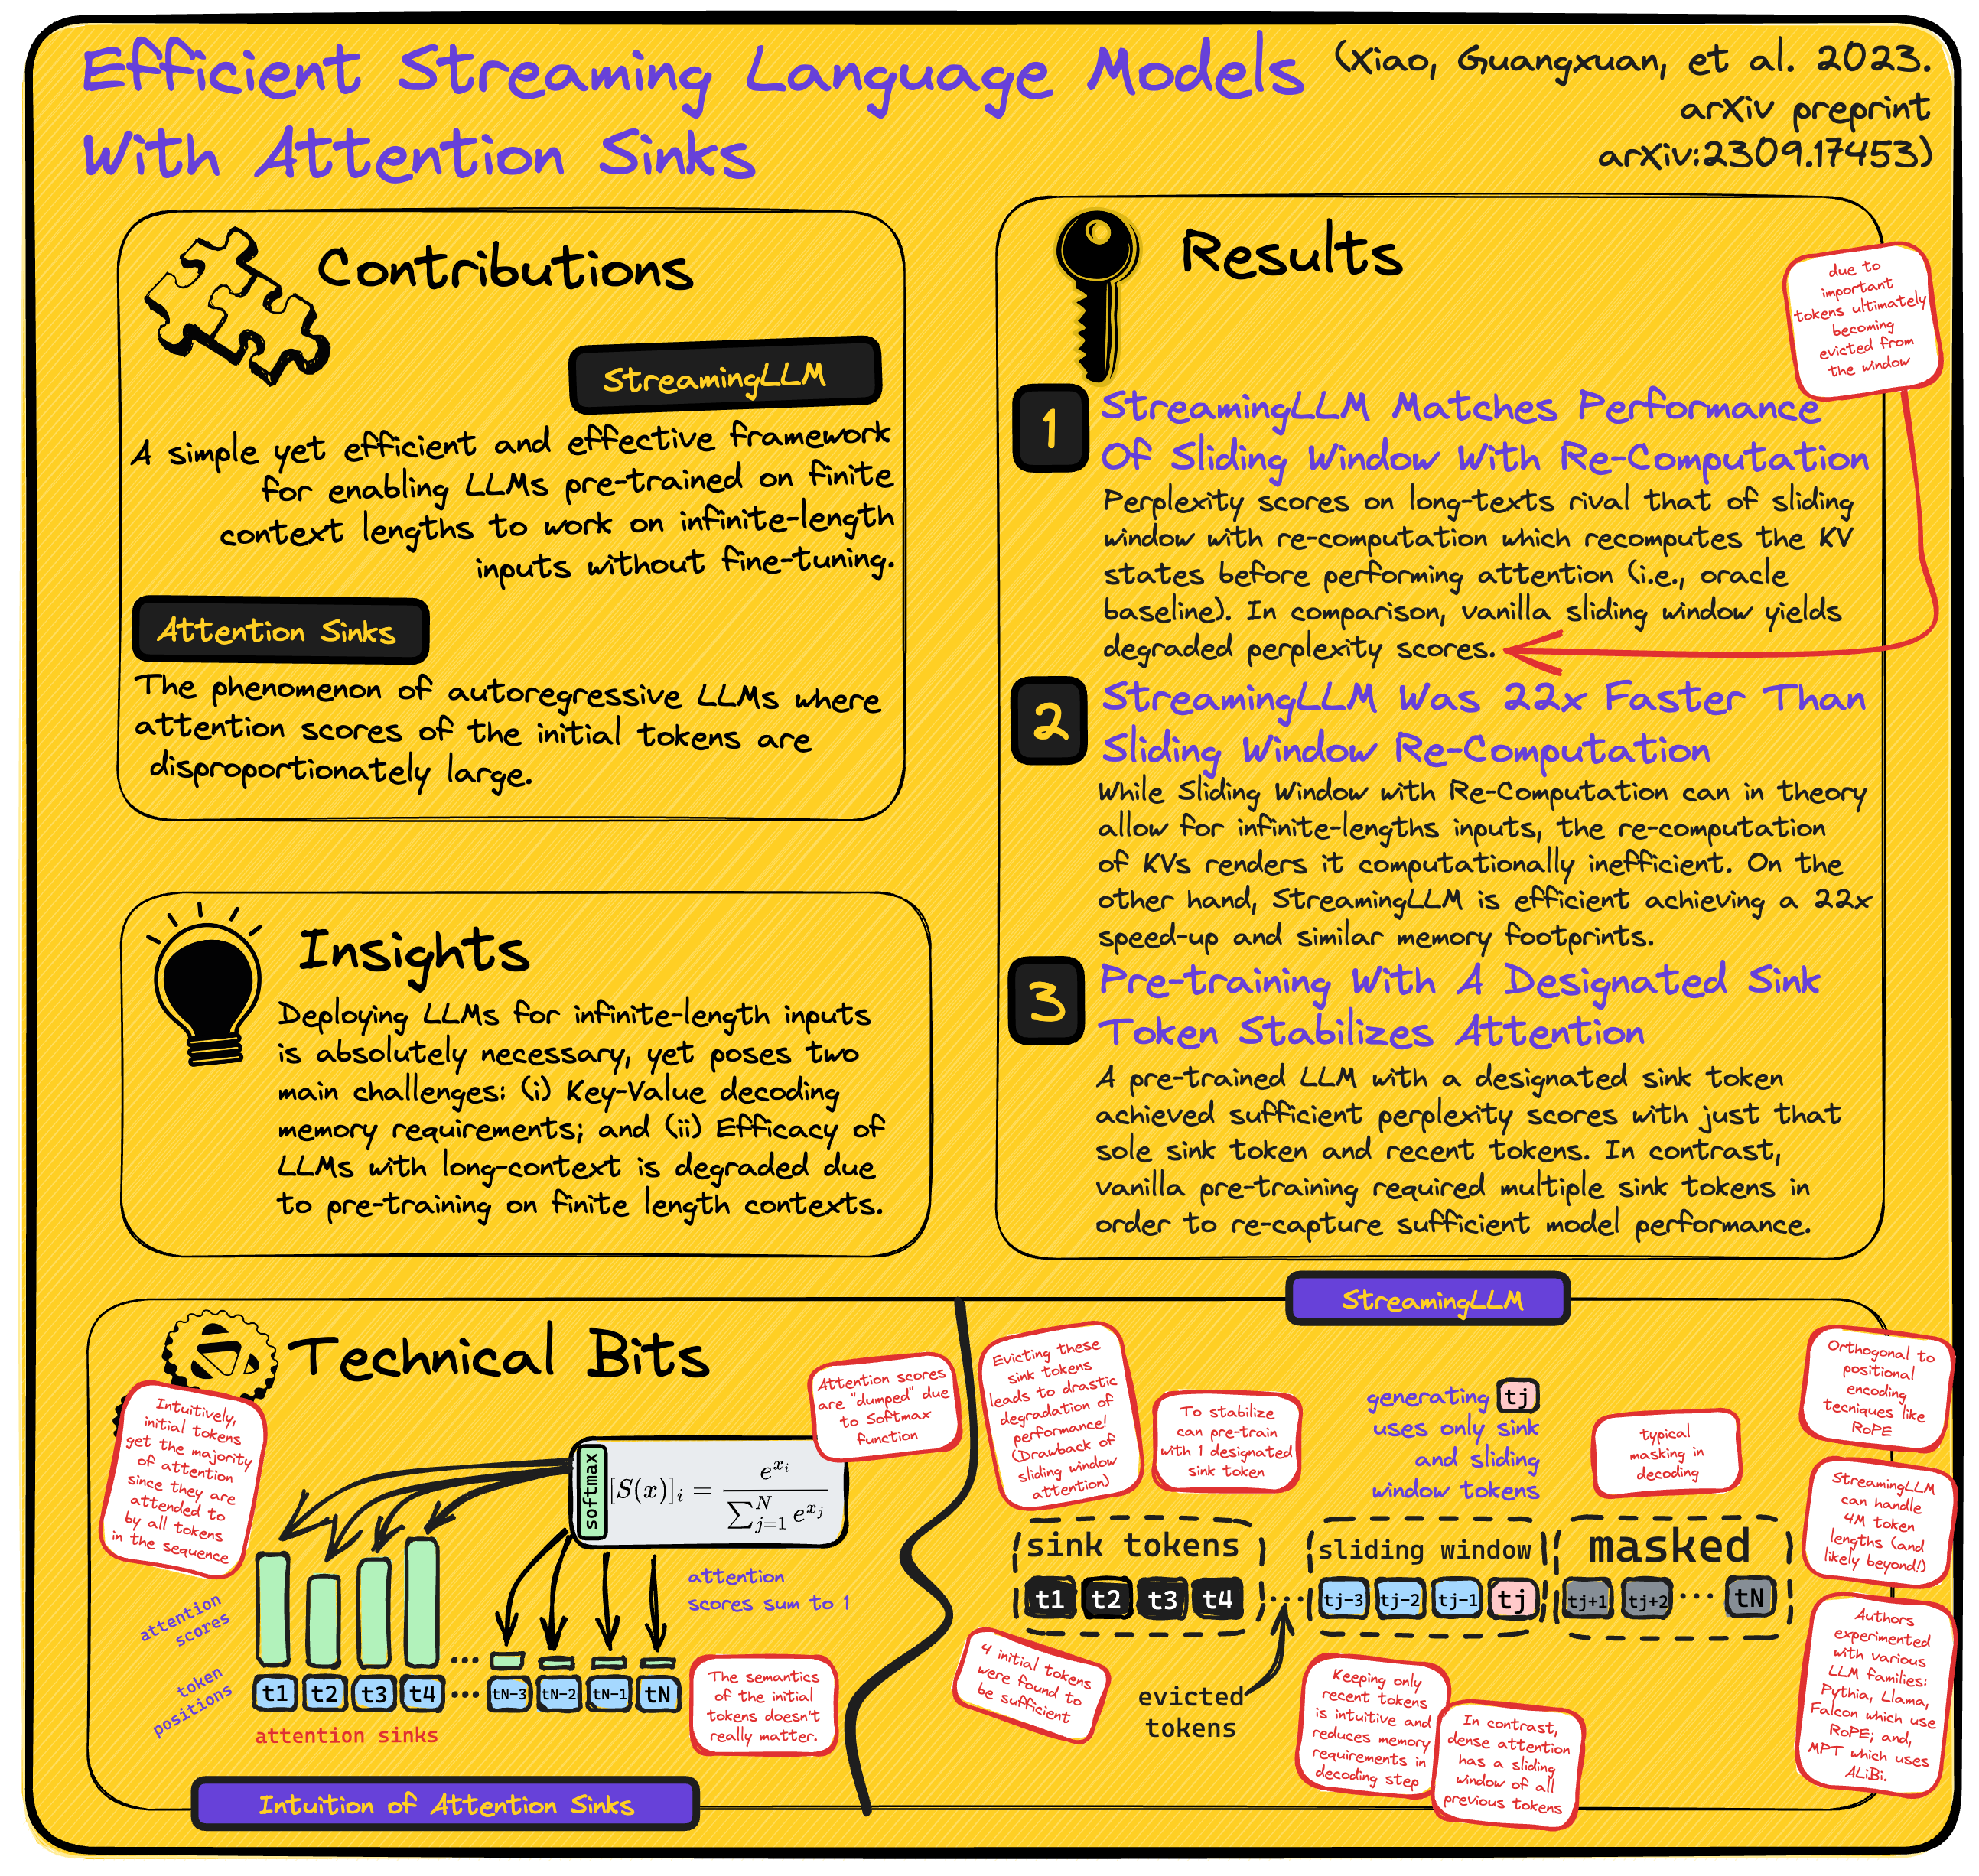 Efficient Streaming Language Models
With Attention Sinks
(Xiao, Guangxuan, et al. 2023.
arXiv preprint
arXiv:2309.17453)
Contributions
StreamingLLM
A simple yet efficient and effective framework
for enabling LLMs pre-trained on finite
context lengths to work on infinite-length
inputs without fine-tuning.
Attention Sinks
The phenomenon of autoregressive LLMs where
attention scores of the initial tokens are
disproportionately large.
Insights
Deploying LLMs for infinite-length inputs
is absolutely necessary, yet poses two
main challenges: (i) Key-Value decoding
memory requirements; and (ii) Efficacy of
LLMs with long-context is degraded due
to pre-training on finite length contexts.
Results
due to
important
tokens ultimately
becoming
evicted from
the window
1
StreamingLLM Matches Performance
Of Sliding Window With Re-Computation
Perplexity scores on long-texts rival that of sliding
window with re-computation which recomputes the KV
states before performing attention (i.e., oracle
baseline). In comparison, vanilla sliding window yields
degraded perplexity scores.
2
StreamingLLM Was 22x Faster Than
Sliding Window Re-Computation
While Sliding Window with Re-Computation can in theory
allow for infinite-lengths inputs, the re-computation
of KVs renders it computationally inefficient. On the
other hand, StreamingLLM is efficient achieving a 22x
speed-up and similar memory footprints.
3
Pre-training With A Designated Sink
Token Stabilizes Attention
A pre-trained LLM with a designated sink token
achieved sufficient perplexity scores with just that
sole sink token and recent tokens. In contrast,
vanilla pre-training required multiple sink tokens in
order to re-capture sufficient model performance.
Technical Bits
Intuitively,
initial tokens
get the majority
of attention
since they are
attended to
by all tokens
in the sequence
Attention scores
are "dumped" due
to Softmax
function
softmax
[S(x)]_i = e^{x_i} / \sum_{j=1}^{N} e^{x_j}
attention
scores sum to 1
attention
scores
token
positions
t1 t2 t3 t4 ... tN-3 tN-2 tN-1 tN
attention sinks
The semantics
of the initial
tokens doesn't
really matter.
Intuition of Attention Sinks
StreamingLLM
Evicting these
sink tokens
leads to drastic
degradation of
performance!
(Drawback of
sliding window
attention)
To stabilize
can pre-train
with 1 designated
sink token
generating tj
uses only sink
and sliding
window tokens
typical
masking in
decoding
Orthogonal to
positional
encoding
tecniques like
RoPE
StreamingLLM
can handle
4M token
lengths (and
likely beyond!)
Authors
experimented
with various
LLM families:
Pythia, Llama,
Falcon which use
RoPE; and,
MPT which uses
ALiBi.
sink tokens
t1 t2 t3 t4
...
sliding window
tj-3 tj-2 tj-1 tj
masked
tj+1 tj+2 ... tN
4 initial tokens
were found to
be sufficient
evicted
tokens
Keeping only
recent tokens
is intuitive and
reduces memory
requirements in
decoding step
In contrast,
dense attention
has a sliding
window of all
previous tokens